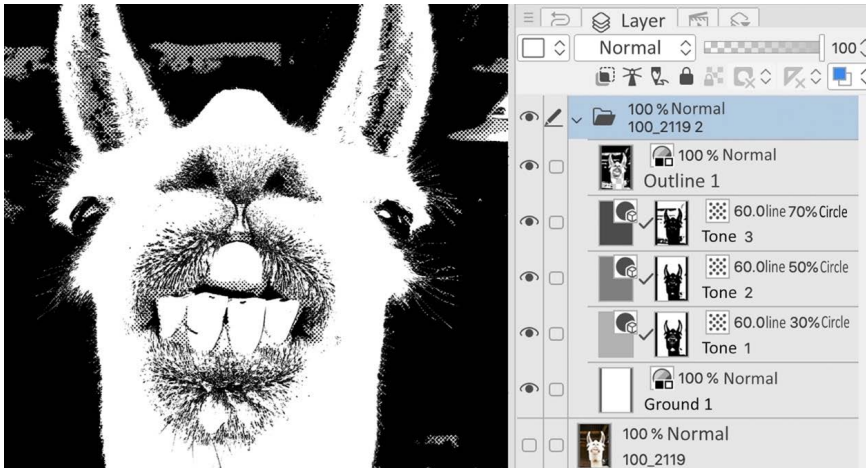 Layer
Normal
100
100 % Normal
100_2119 2
100 % Normal
Outline 1
60.0line 70% Circle
Tone 3
60.0line 50% Circle
Tone 2
60.0line 30% Circle
Tone 1
100 % Normal
Ground 1
100 % Normal
100_2119